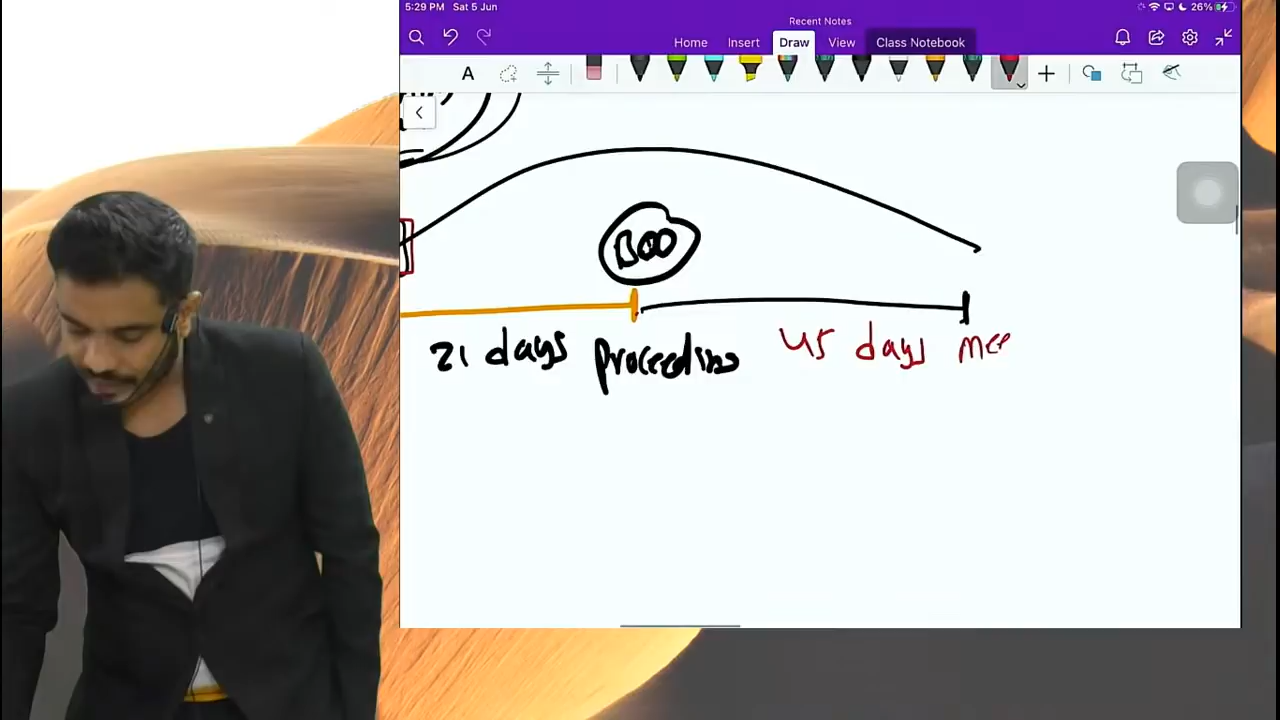 5:29 PM Sat 5 Jun
26%
Recent Notes
Home Insert Draw View Class Notebook
A
21 days proceedings 45 days mee